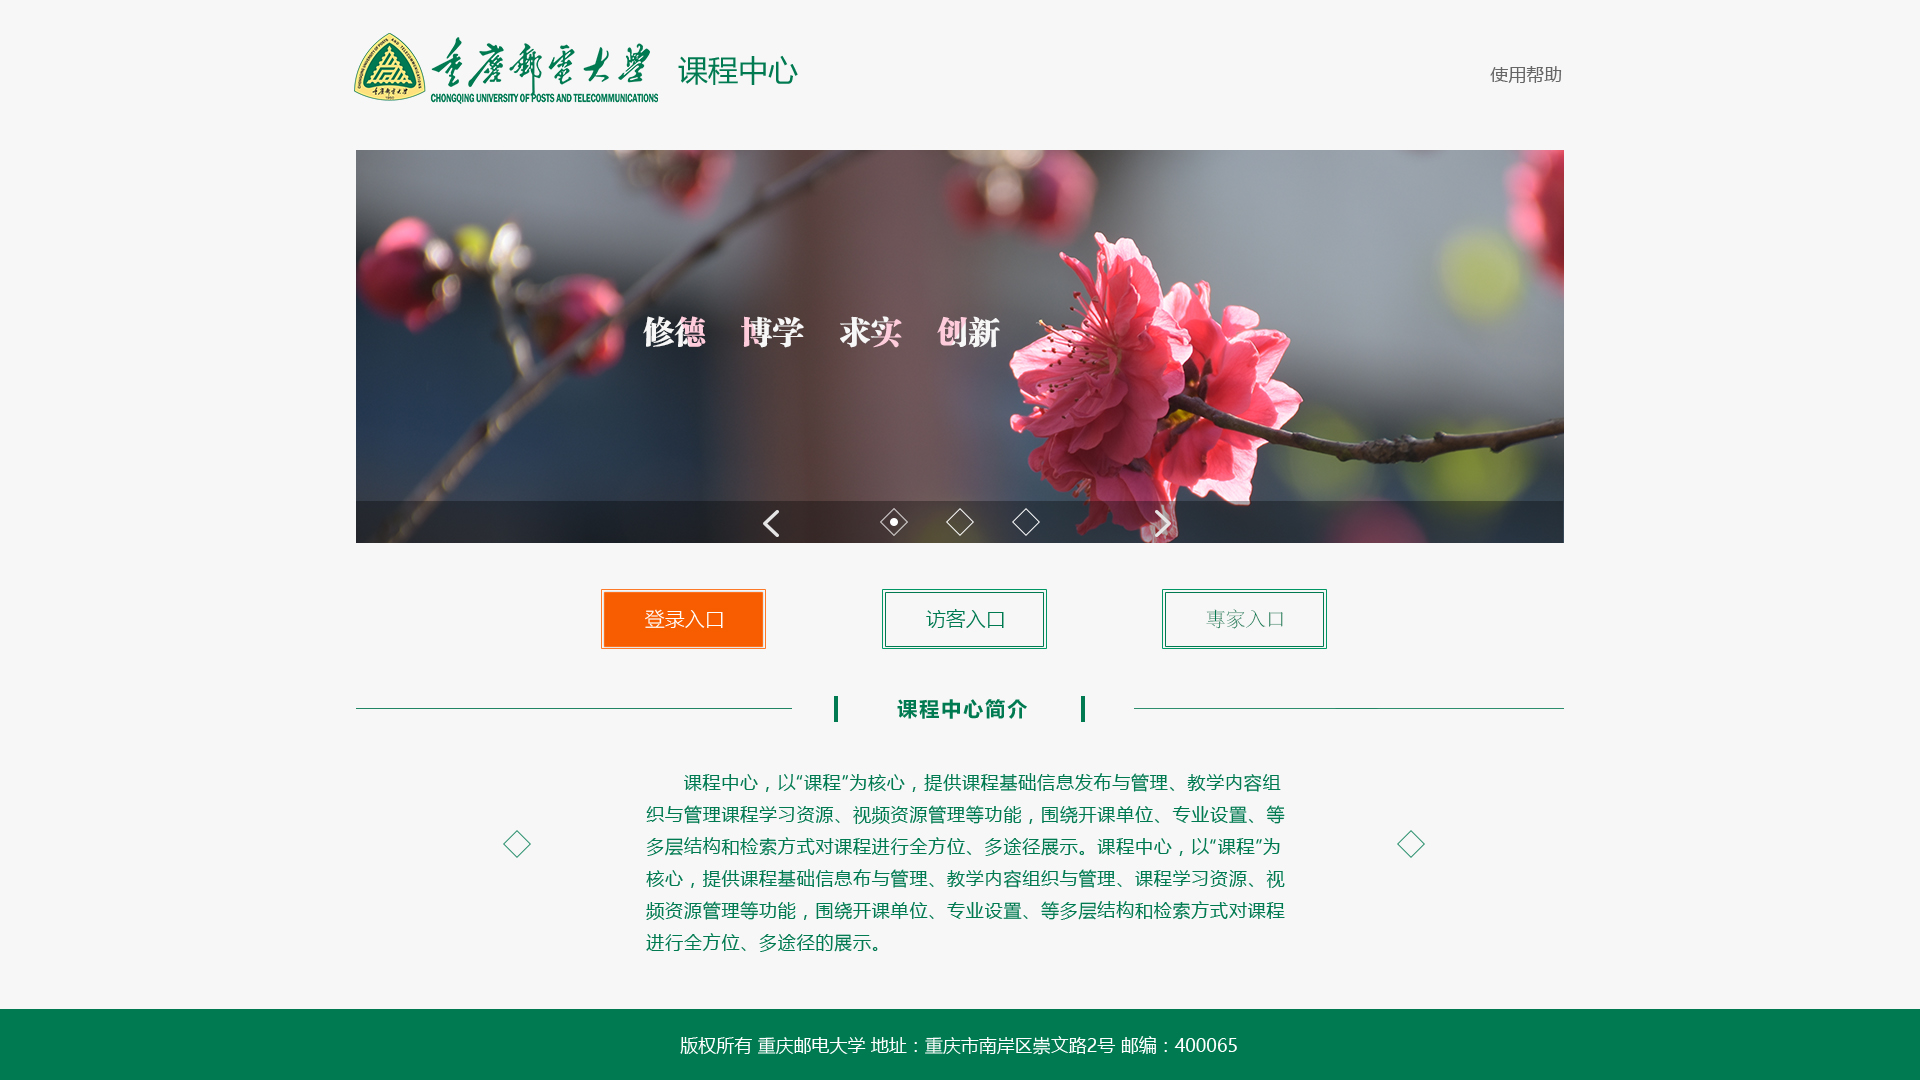 重慶郵電大學
CHONGQING UNIVERSITY OF POSTS AND TELECOMMUNICATIONS
课程中心
使用帮助
修德 博学 求实 创新
登录入口
访客入口
專家入口
课程中心简介
课程中心，以“课程”为核心，提供课程基础信息发布与管理、教学内容组
织与管理课程学习资源、视频资源管理等功能，围绕开课单位、专业设置、等
多层结构和检索方式对课程进行全方位、多途径展示。课程中心，以“课程”为
核心，提供课程基础信息布与管理、教学内容组织与管理、课程学习资源、视
频资源管理等功能，围绕开课单位、专业设置、等多层结构和检索方式对课程
进行全方位、多途径的展示。
版权所有 重庆邮电大学 地址：重庆市南岸区崇文路2号 邮编：400065